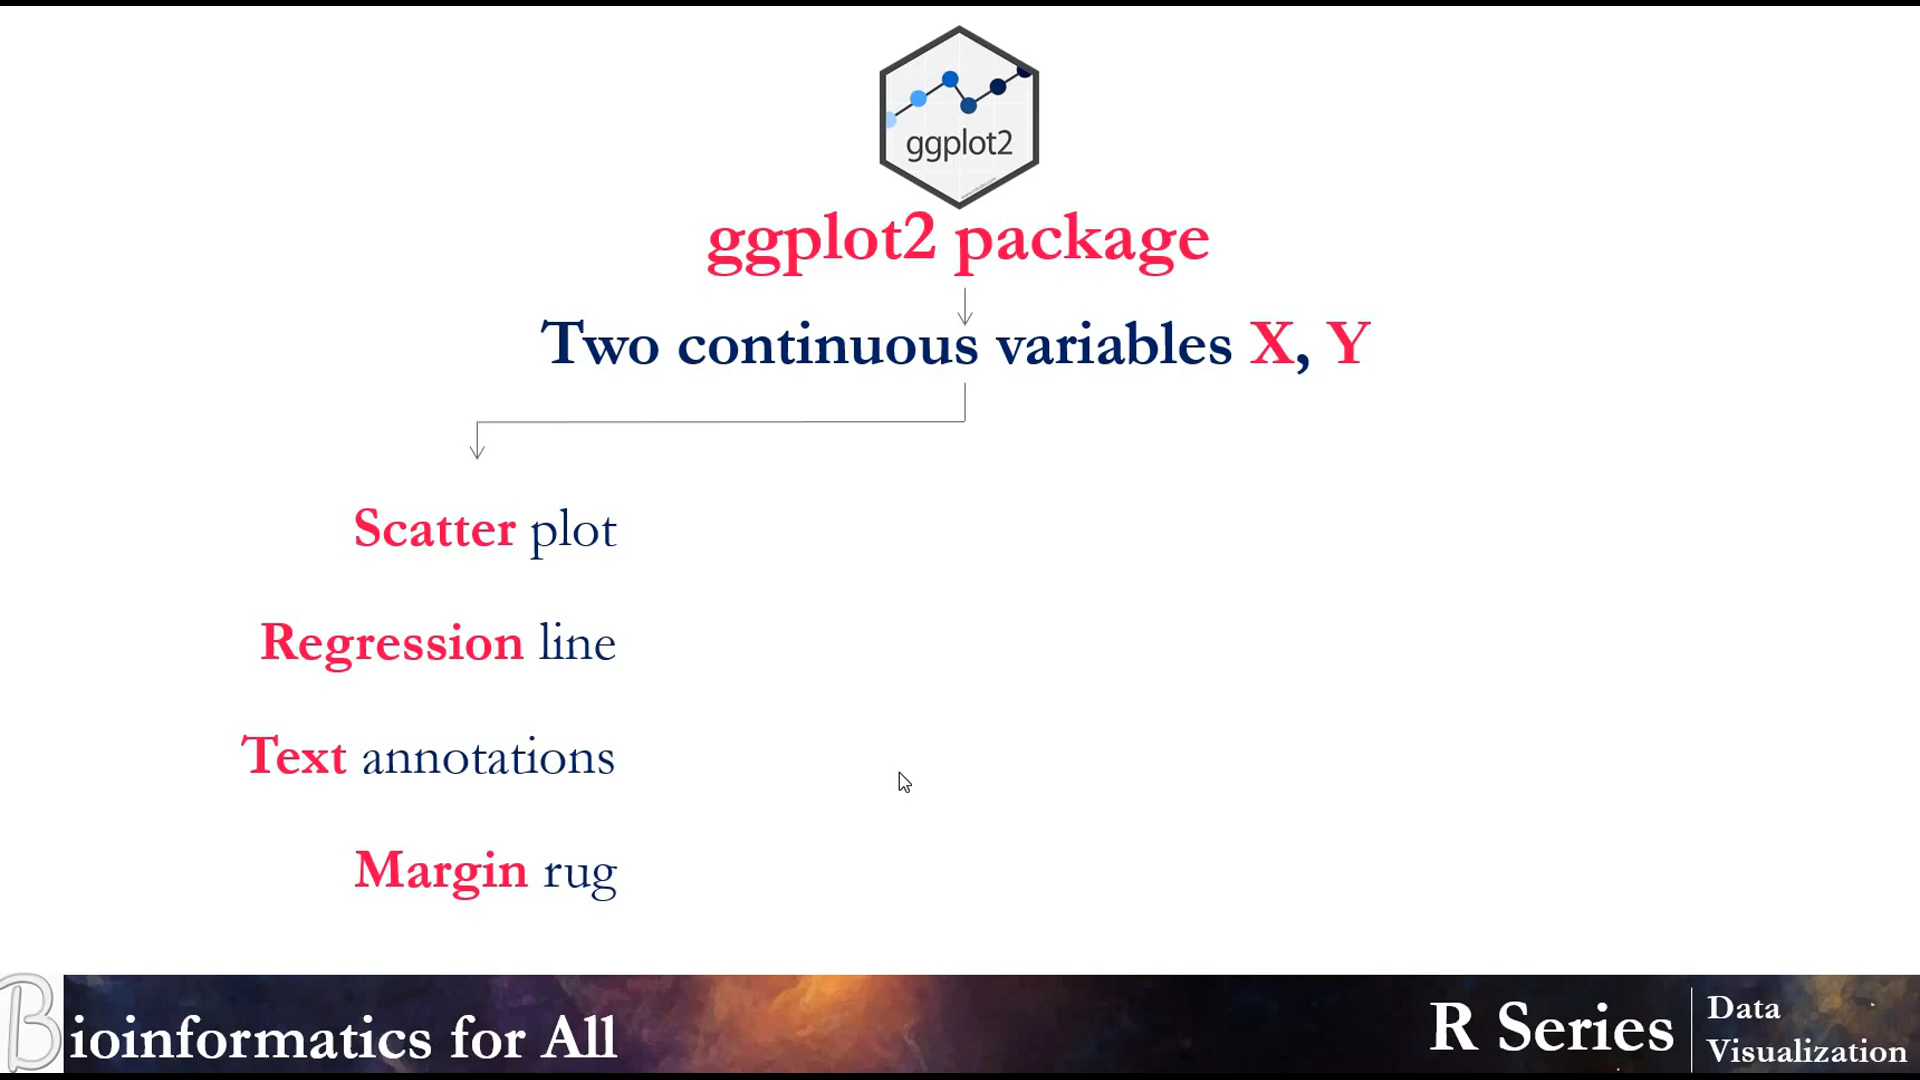 ggplot2
ggplot2 package
Two continuous variables X, Y
Scatter plot
Regression line
Text annotations
Margin rug
Bioinformatics for All
R Series
Data
Visualization